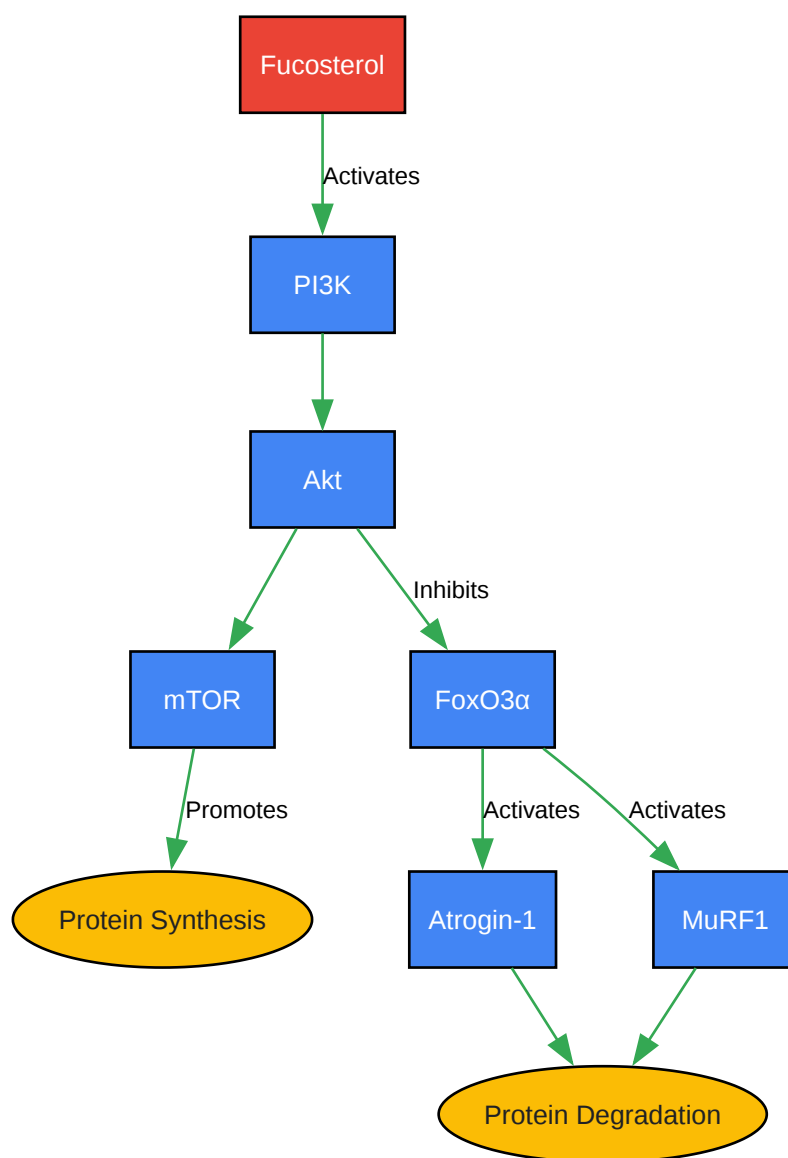 Fucosterol
Activates
PI3K
Akt
Inhibits
mTOR
FoxO3α
Promotes
Activates
Activates
Protein Synthesis
Atrogin-1
MuRF1
Protein Degradation